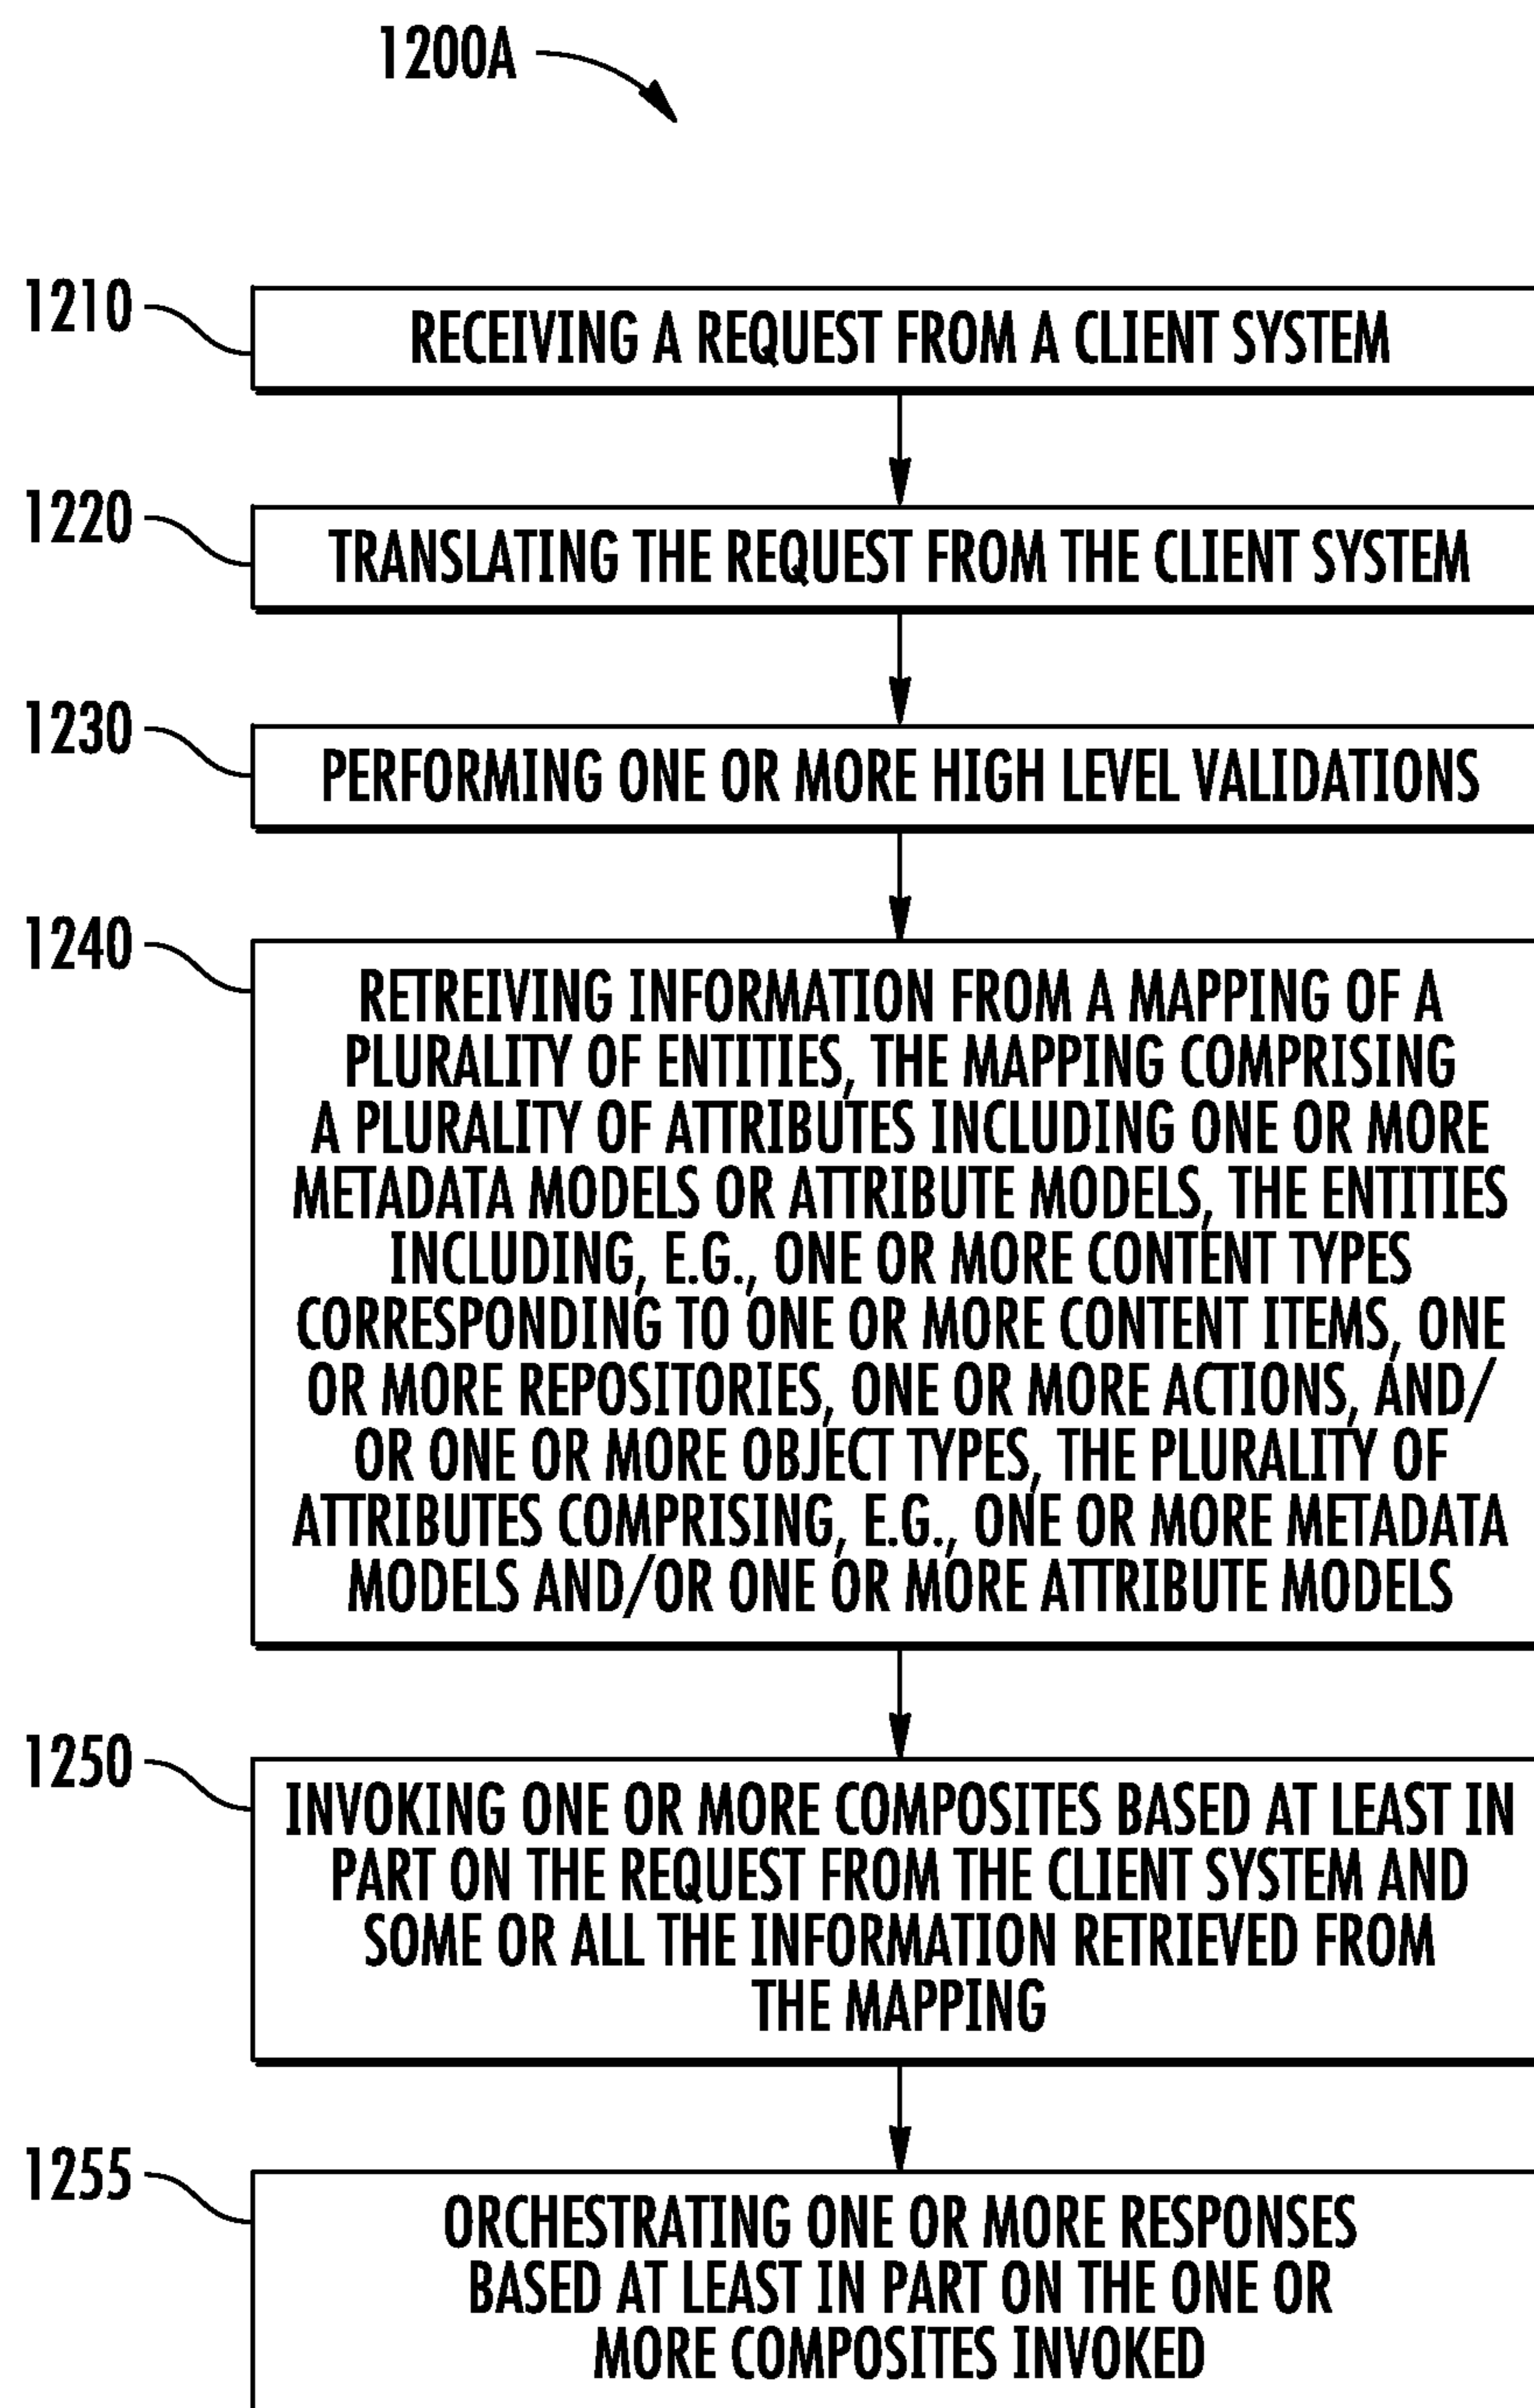 1200A
1210
RECEIVING A REQUEST FROM A CLIENT SYSTEM
1220
TRANSLATING THE REQUEST FROM THE CLIENT SYSTEM
1230
PERFORMING ONE OR MORE HIGH LEVEL VALIDATIONS
1240
RETREIVING INFORMATION FROM A MAPPING OF A
PLURALITY OF ENTITIES, THE MAPPING COMPRISING
A PLURALITY OF ATTRIBUTES INCLUDING ONE OR MORE
METADATA MODELS OR ATTRIBUTE MODELS, THE ENTITIES
INCLUDING, E.G., ONE OR MORE CONTENT TYPES
CORRESPONDING TO ONE OR MORE CONTENT ITEMS, ONE
OR MORE REPOSITORIES, ONE OR MORE ACTIONS, AND/
OR ONE OR MORE OBJECT TYPES, THE PLURALITY OF
ATTRIBUTES COMPRISING, E.G., ONE OR MORE METADATA
MODELS AND/OR ONE OR MORE ATTRIBUTE MODELS
1250
INVOKING ONE OR MORE COMPOSITES BASED AT LEAST IN
PART ON THE REQUEST FROM THE CLIENT SYSTEM AND
SOME OR ALL THE INFORMATION RETRIEVED FROM
THE MAPPING
1255
ORCHESTRATING ONE OR MORE RESPONSES
BASED AT LEAST IN PART ON THE ONE OR
MORE COMPOSITES INVOKED